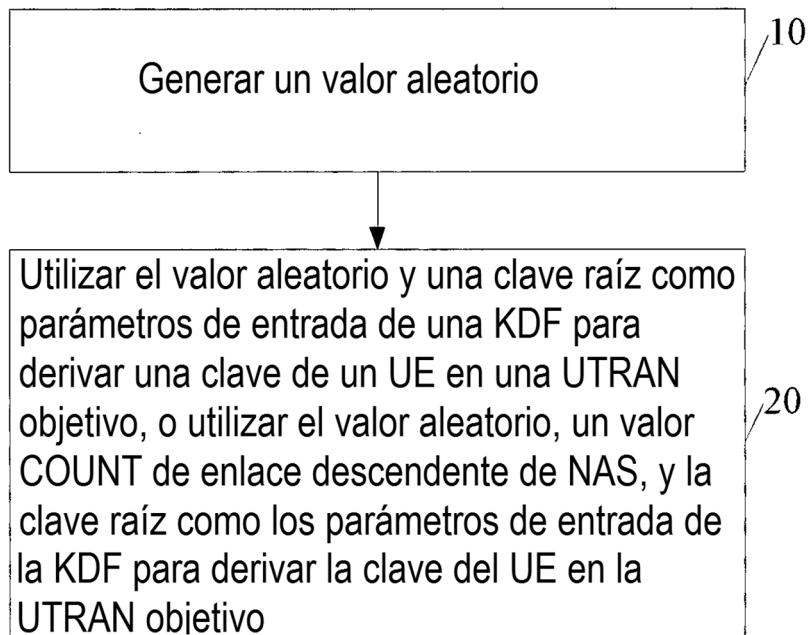 10
Generar un valor aleatorio
Utilizar el valor aleatorio y una clave raíz como
parámetros de entrada de una KDF para
derivar una clave de un UE en una UTRAN
objetivo, o utilizar el valor aleatorio, un valor
COUNT de enlace descendente de NAS, y la
clave raíz como los parámetros de entrada de
la KDF para derivar la clave del UE en la
UTRAN objetivo
20